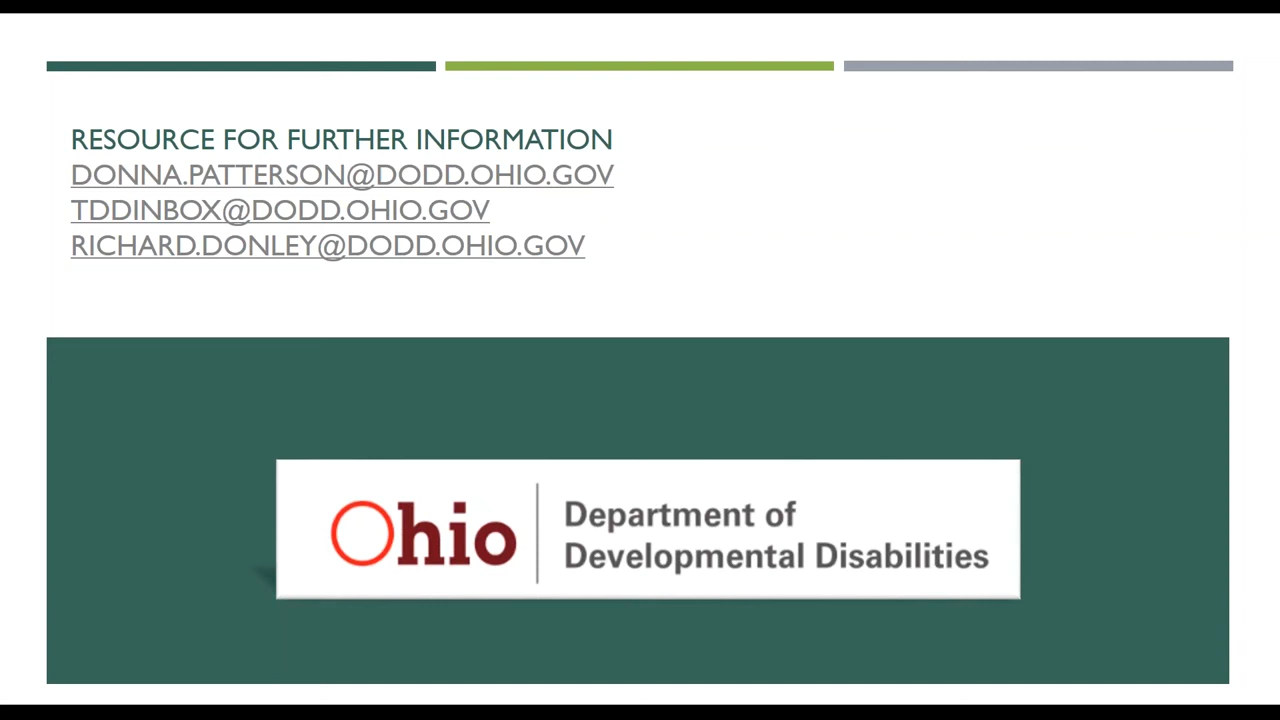 RESOURCE FOR FURTHER INFORMATION
DONNA.PATTERSON@DODD.OHIO.GOV
TDDINBOX@DODD.OHIO.GOV
RICHARD.DONLEY@DODD.OHIO.GOV
Ohio
Department of
Developmental Disabilities